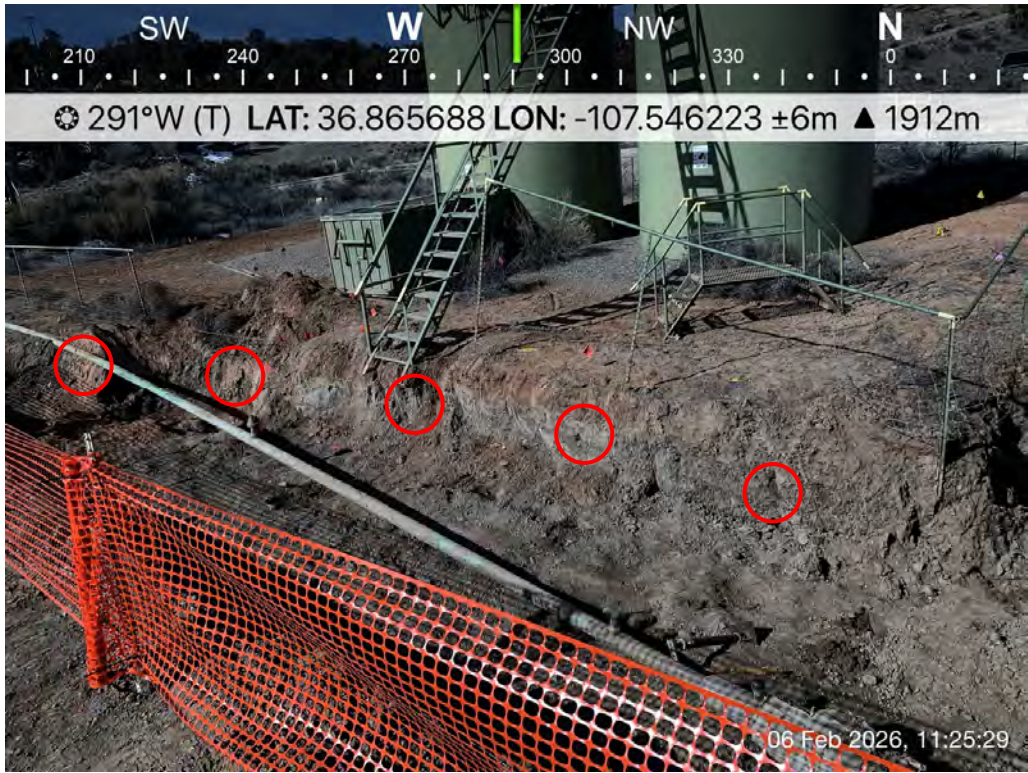 SW W NW N
210 240 270 300 330 0
291°W (T) LAT: 36.865688 LON: -107.546223 ±6m ▲ 1912m
06 Feb 2026, 11:25:29